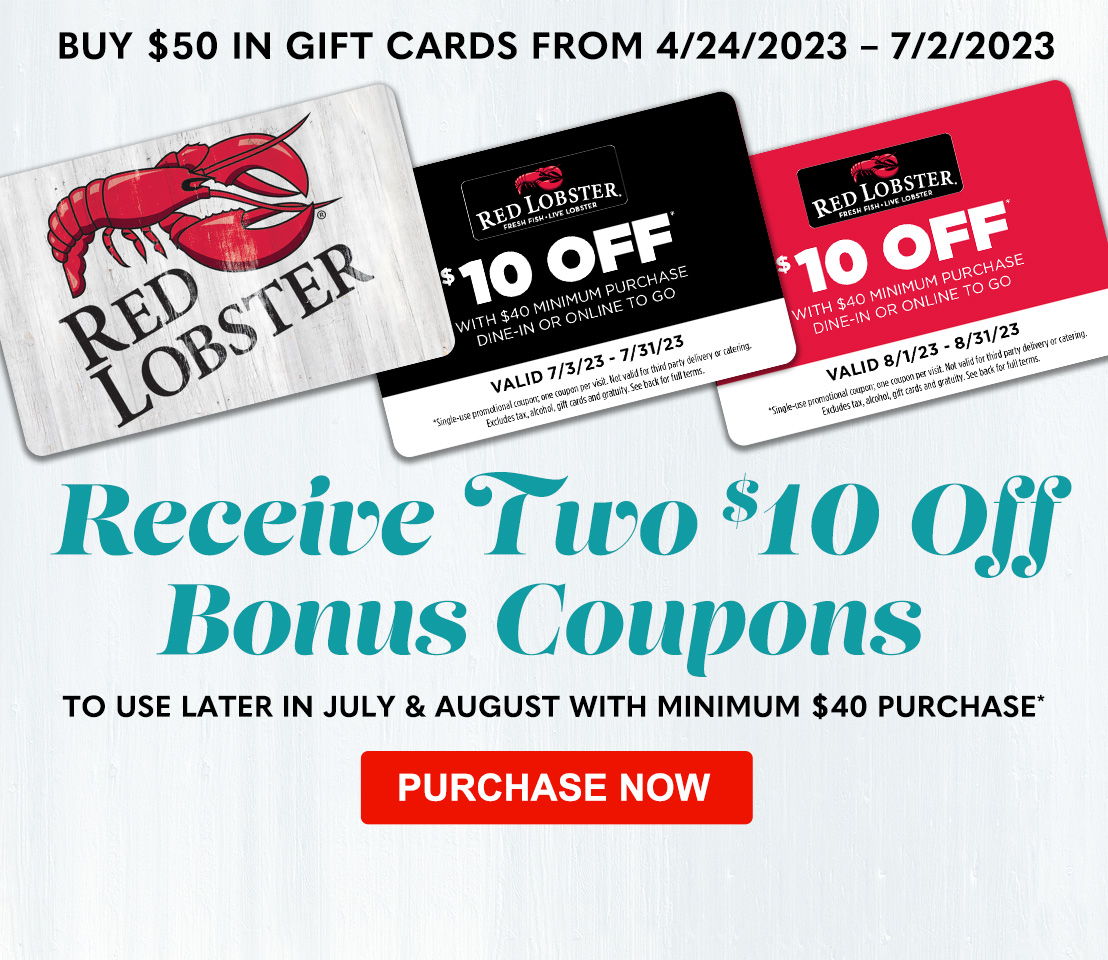 BUY $50 IN GIFT CARDS FROM 4/24/2023 – 7/2/2023
RED
LOBSTER
®
RED LOBSTER.
FRESH FISH • LIVE LOBSTER
$10 OFF*
WITH $40 MINIMUM PURCHASE
DINE-IN OR ONLINE TO GO
VALID 7/3/23 - 7/31/23
*Single-use promotional coupon; one coupon per visit. Not valid for third party delivery or catering.
Excludes tax, alcohol, gift cards and gratuity. See back for full terms.
RED LOBSTER.
FRESH FISH • LIVE LOBSTER
$10 OFF*
WITH $40 MINIMUM PURCHASE
DINE-IN OR ONLINE TO GO
VALID 8/1/23 - 8/31/23
*Single-use promotional coupon; one coupon per visit. Not valid for third party delivery or catering.
Excludes tax, alcohol, gift cards and gratuity. See back for full terms.
Receive Two $10 Off
Bonus Coupons
TO USE LATER IN JULY & AUGUST WITH MINIMUM $40 PURCHASE*
PURCHASE NOW